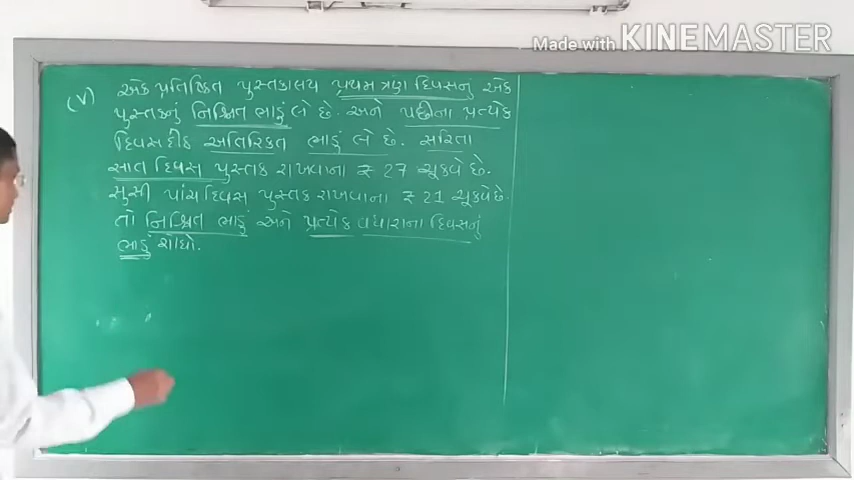 Made with KINEMASTER
(v) એક પ્રતિષ્ઠિત પુસ્તકાલય પ્રથમ ત્રણ દિવસનું એક
પુસ્તકનું નિશ્ચિત ભાડું લે છે. અને પછીના પ્રત્યેક
દિવસ દીઠ અતિરિક્ત ભાડું લે છે. સરિતા
સાત દિવસ પુસ્તક રાખવાના ₹ 27 ચૂકવે છે.
સુસી પાંચ દિવસ પુસ્તક રાખવાના ₹ 21 ચૂકવે છે.
તો નિશ્ચિત ભાડું અને પ્રત્યેક વધારાના દિવસનું
ભાડું શોધો.